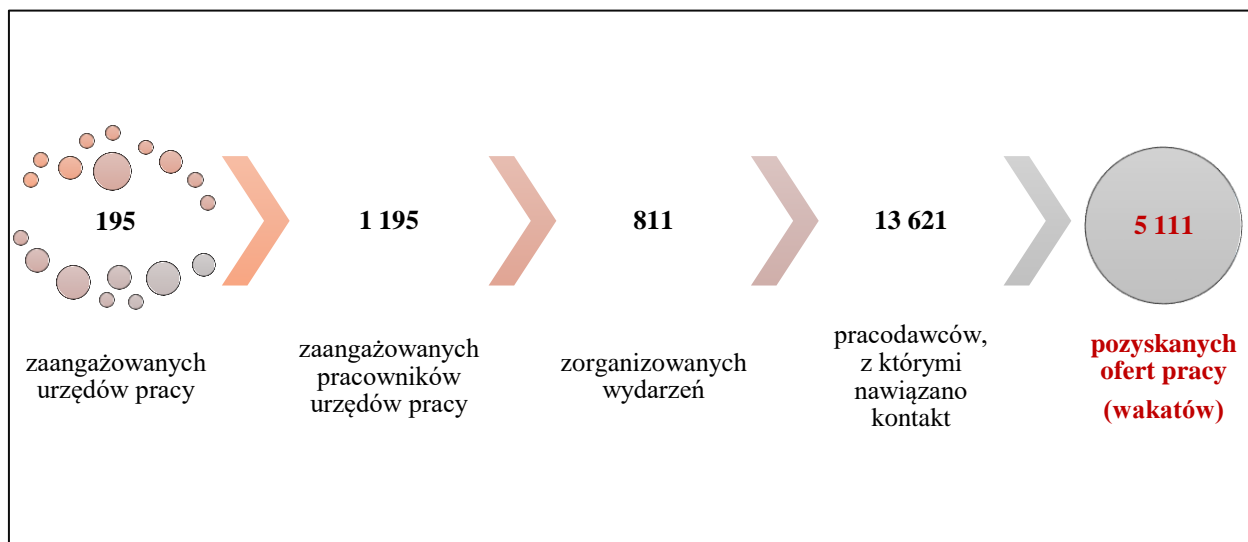 195
zaangażowanych
urzędów pracy
1 195
zaangażowanych
pracowników
urzędów pracy
811
zorganizowanych
wydarzeń
13 621
pracodawców,
z którymi
nawiązano
kontakt
5 111
pozyskanych
ofert pracy
(wakatów)